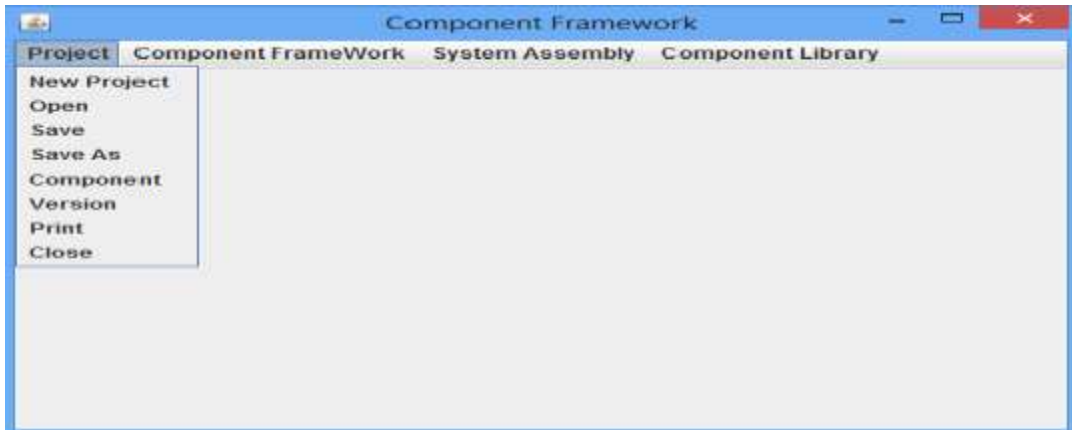 Component Framework
Project Component FrameWork System Assembly Component Library
New Project
Open
Save
Save As
Component
Version
Print
Close